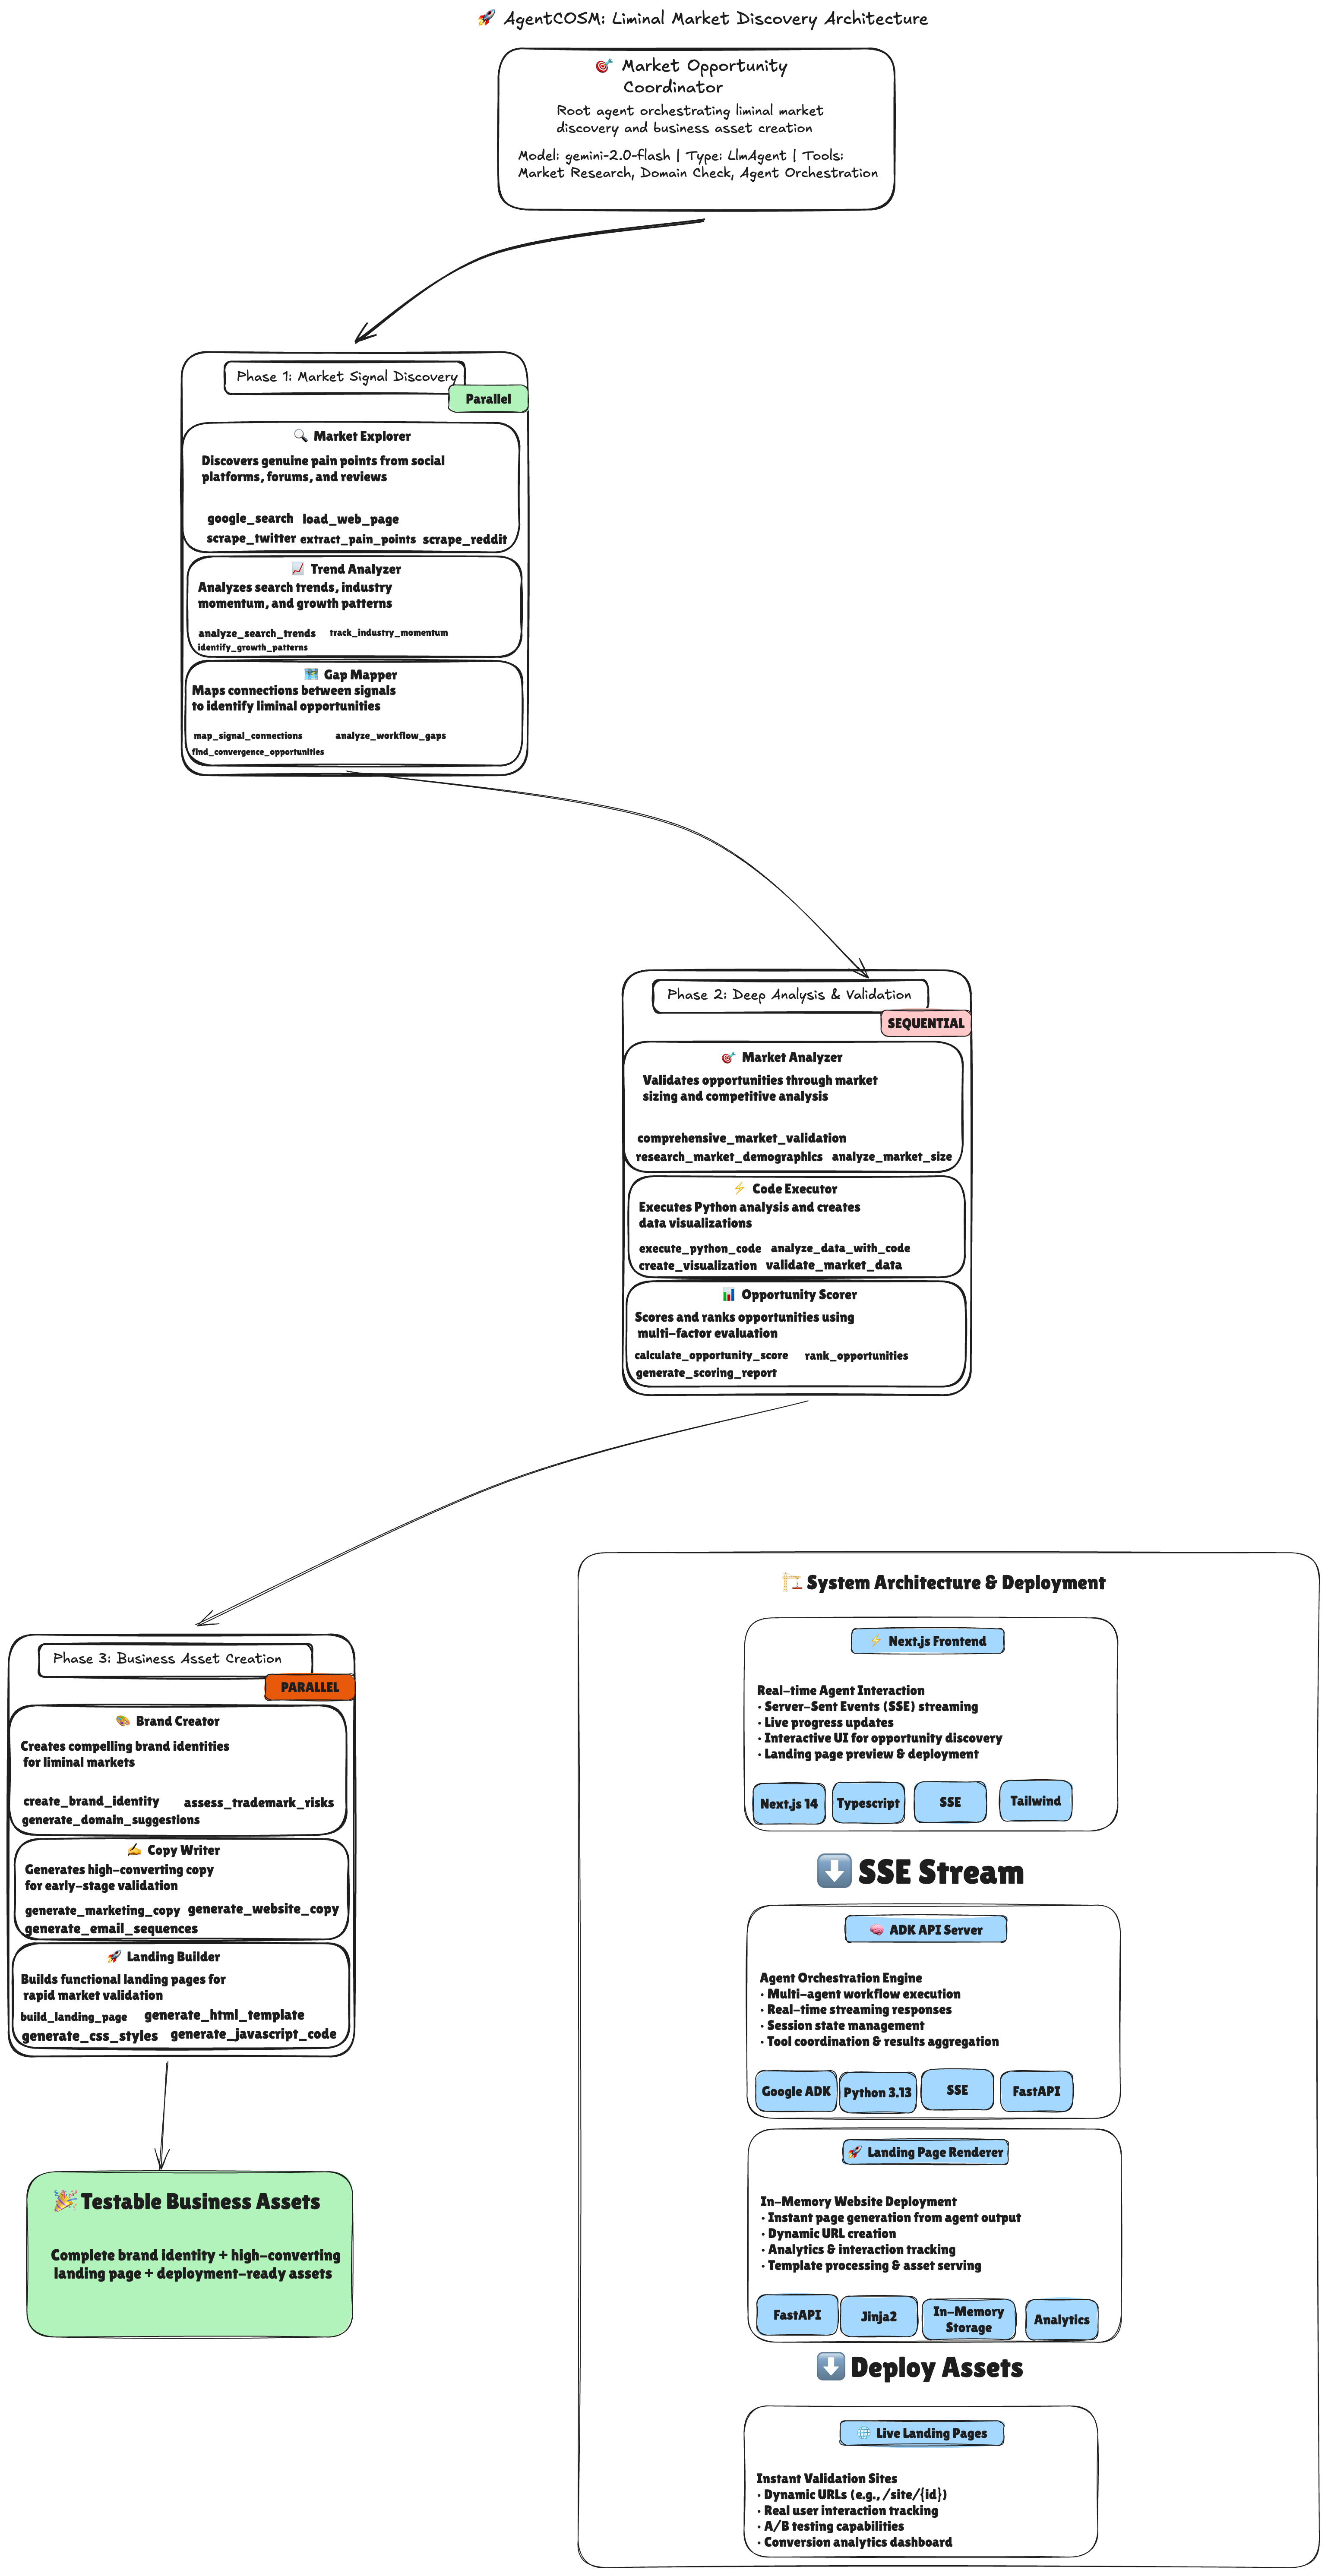 🚀 AgentCOSM: Liminal Market Discovery Architecture
🎯 Market Opportunity
Coordinator
Root agent orchestrating liminal market
discovery and business asset creation
Model: gemini-2.0-flash | Type: LlmAgent | Tools:
Market Research, Domain Check, Agent Orchestration
Phase 1: Market Signal Discovery
Parallel
🔍 Market Explorer
Discovers genuine pain points from social
platforms, forums, and reviews
google_search load_web_page
scrape_twitter extract_pain_points scrape_reddit
📈 Trend Analyzer
Analyzes search trends, industry
momentum, and growth patterns
analyze_search_trends track_industry_momentum
identify_growth_patterns
🗺️ Gap Mapper
Maps connections between signals
to identify liminal opportunities
map_signal_connections analyze_workflow_gaps
find_convergence_opportunities
Phase 2: Deep Analysis & Validation
SEQUENTIAL
🎯 Market Analyzer
Validates opportunities through market
sizing and competitive analysis
comprehensive_market_validation
research_market_demographics analyze_market_size
⚡ Code Executor
Executes Python analysis and creates
data visualizations
execute_python_code analyze_data_with_code
create_visualization validate_market_data
📊 Opportunity Scorer
Scores and ranks opportunities using
multi-factor evaluation
calculate_opportunity_score rank_opportunities
generate_scoring_report
Phase 3: Business Asset Creation
PARALLEL
🎨 Brand Creator
Creates compelling brand identities
for liminal markets
create_brand_identity assess_trademark_risks
generate_domain_suggestions
✍️ Copy Writer
Generates high-converting copy
for early-stage validation
generate_marketing_copy generate_website_copy
generate_email_sequences
🚀 Landing Builder
Builds functional landing pages for
rapid market validation
build_landing_page generate_html_template
generate_css_styles generate_javascript_code
🎉 Testable Business Assets
Complete brand identity + high-converting
landing page + deployment-ready assets
🏗️ System Architecture & Deployment
⚡ Next.js Frontend
Real-time Agent Interaction
• Server-Sent Events (SSE) streaming
• Live progress updates
• Interactive UI for opportunity discovery
• Landing page preview & deployment
Next.js 14 Typescript SSE Tailwind
⬇️ SSE Stream
🧠 ADK API Server
Agent Orchestration Engine
• Multi-agent workflow execution
• Real-time streaming responses
• Session state management
• Tool coordination & results aggregation
Google ADK Python 3.13 SSE FastAPI
🚀 Landing Page Renderer
In-Memory Website Deployment
• Instant page generation from agent output
• Dynamic URL creation
• Analytics & interaction tracking
• Template processing & asset serving
FastAPI Jinja2 In-Memory Analytics
Storage
⬇️ Deploy Assets
🌐 Live Landing Pages
Instant Validation Sites
• Dynamic URLs (e.g., /site/{id})
• Real user interaction tracking
• A/B testing capabilities
• Conversion analytics dashboard